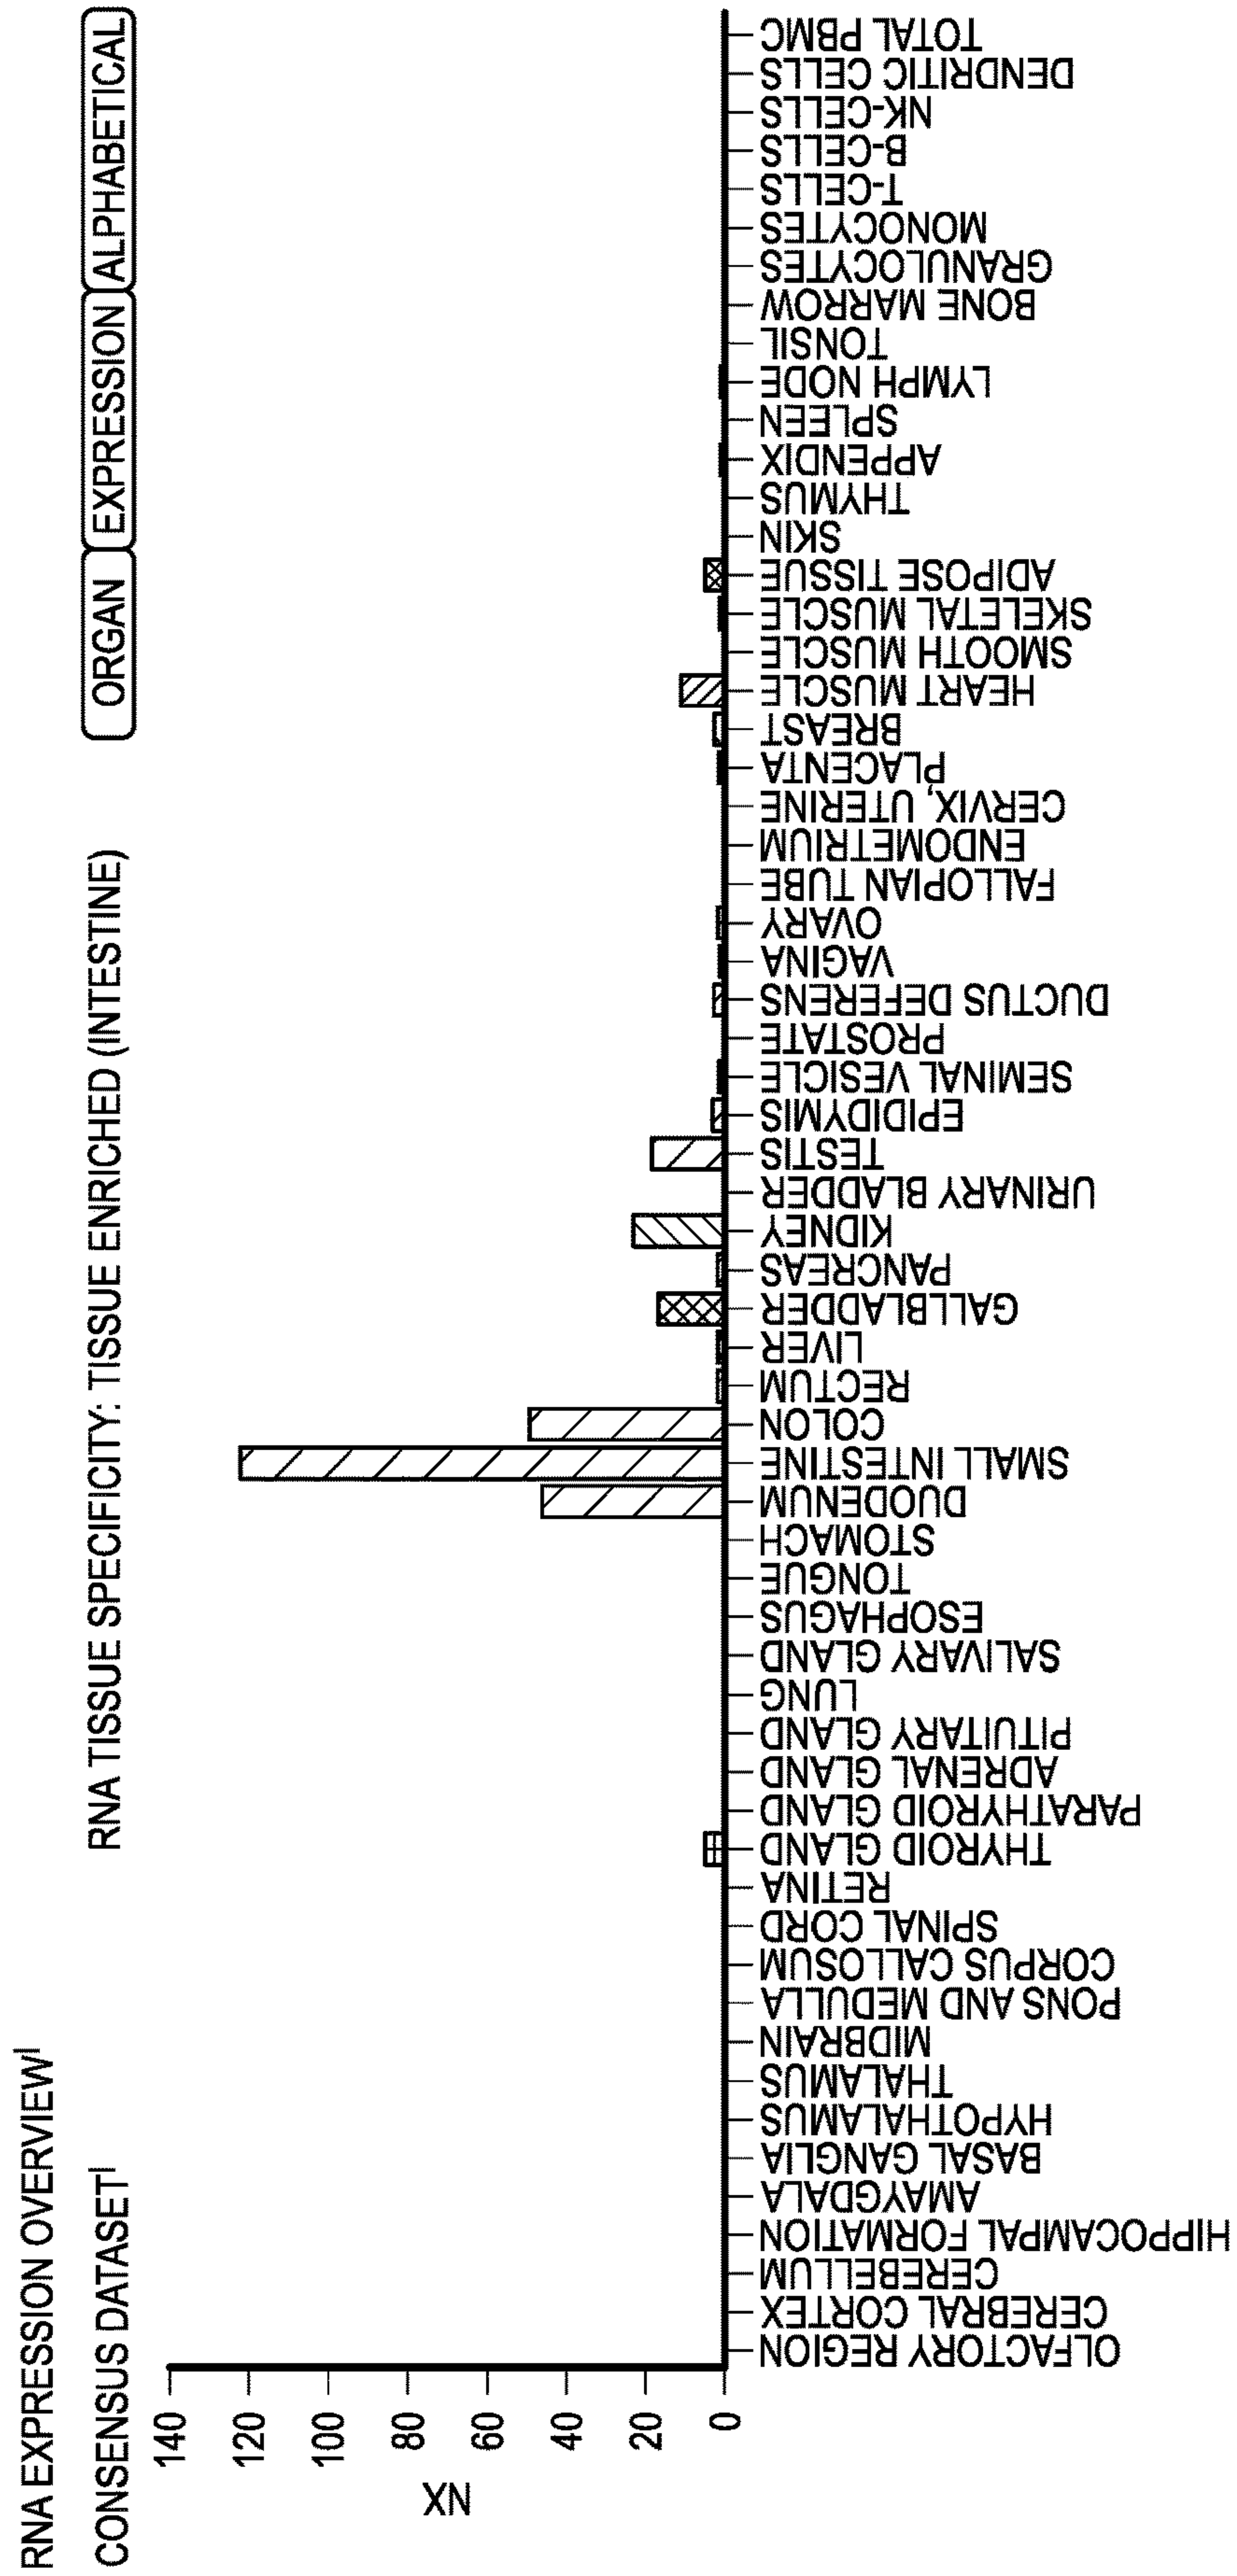 RNA EXPRESSION OVERVIEWI
CONSENSUS DATASETI
RNA TISSUE SPECIFICITY: TISSUE ENRICHED (INTESTINE)
ORGAN
EXPRESSION
ALPHABETICAL
NX
140
120
100
80
60
40
20
0
OLFACTORY REGION
CEREBRAL CORTEX
CEREBELLUM
HIPPOCAMPAL FORMATION
AMAYGDALA
BASAL GANGLIA
HYPOTHALAMUS
THALAMUS
MIDBRAIN
PONS AND MEDULLA
CORPUS CALLOSUM
SPINAL CORD
RETINA
THYROID GLAND
PARATHYROID GLAND
ADRENAL GLAND
PITUITARY GLAND
LUNG
SALIVARY GLAND
ESOPHAGUS
TONGUE
STOMACH
DUODENUM
SMALL INTESTINE
COLON
RECTUM
LIVER
GALLBLADDER
PANCREAS
KIDNEY
URINARY BLADDER
TESTIS
EPIDIDYMIS
SEMINAL VESICLE
PROSTATE
DUCTUS DEFERENS
VAGINA
OVARY
FALLOPIAN TUBE
ENDOMETRIUM
CERVIX, UTERINE
PLACENTA
BREAST
HEART MUSCLE
SMOOTH MUSCLE
SKELETAL MUSCLE
ADIPOSE TISSUE
SKIN
THYMUS
APPENDIX
SPLEEN
LYMPH NODE
TONSIL
BONE MARROW
GRANULOCYTES
MONOCYTES
T-CELLS
B-CELLS
NK-CELLS
DENDRITIC CELLS
TOTAL PBMC